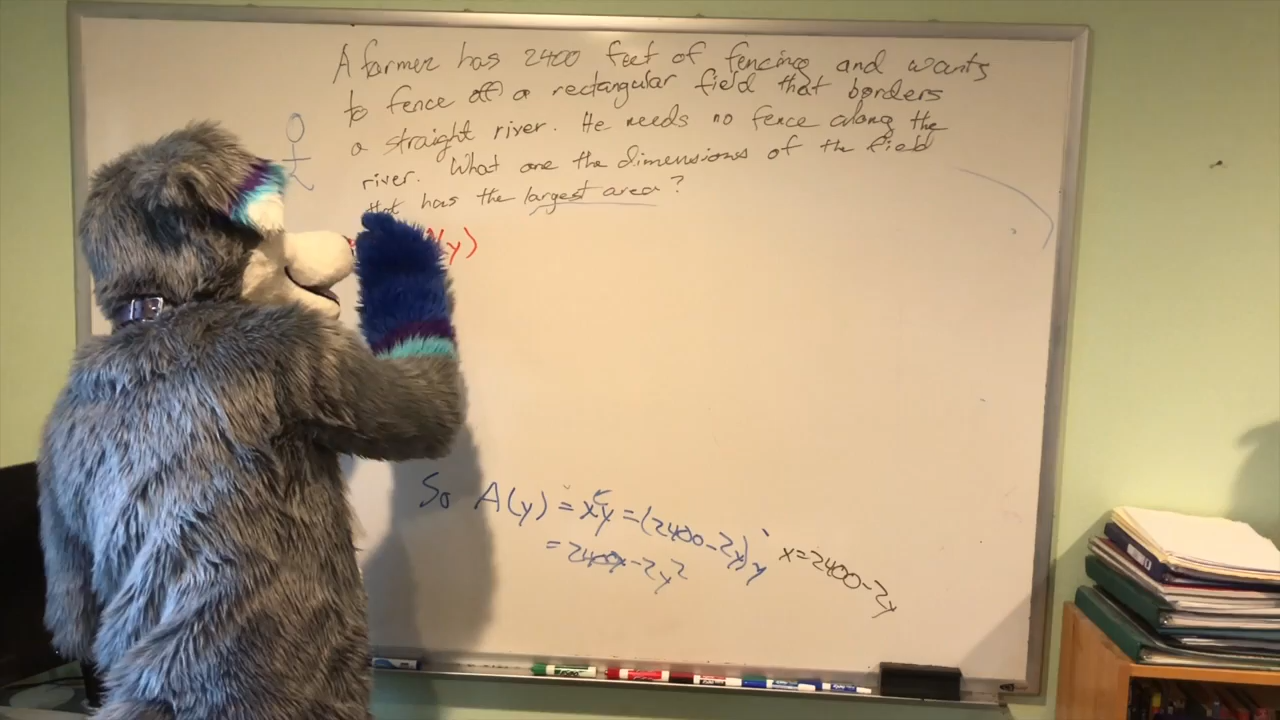 A farmer has 2400 feet of fencing and wants
to fence off a rectangular field that borders
a straight river. He needs no fence along the
river. What are the dimensions of the field
that has the largest area?
y)
So A(y) = xy = (2400-2y)y
x=2400-2y
= 2400y-2y²